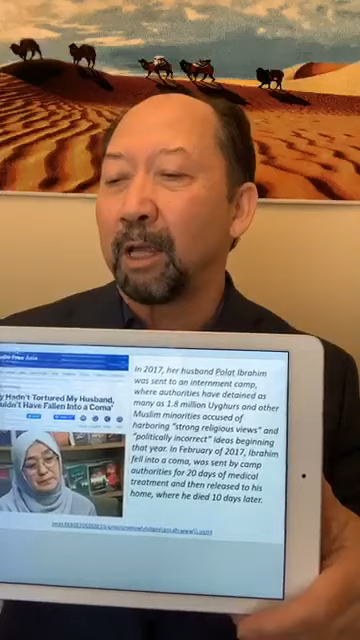 Radio Free Asia
y Hadn't Tortured My Husband,
uldn't Have Fallen Into a Coma'
In 2017, her husband Polat Ibrahim
was sent to an internment camp,
where authorities have detained as
many as 1.8 million Uyghurs and other
Muslim minorities accused of
harboring "strong religious views" and
"politically incorrect" ideas beginning
that year. In February of 2017, Ibrahim
fell into a coma, was sent by camp
authorities for 20 days of medical
treatment and then released to his
home, where he died 10 days later.